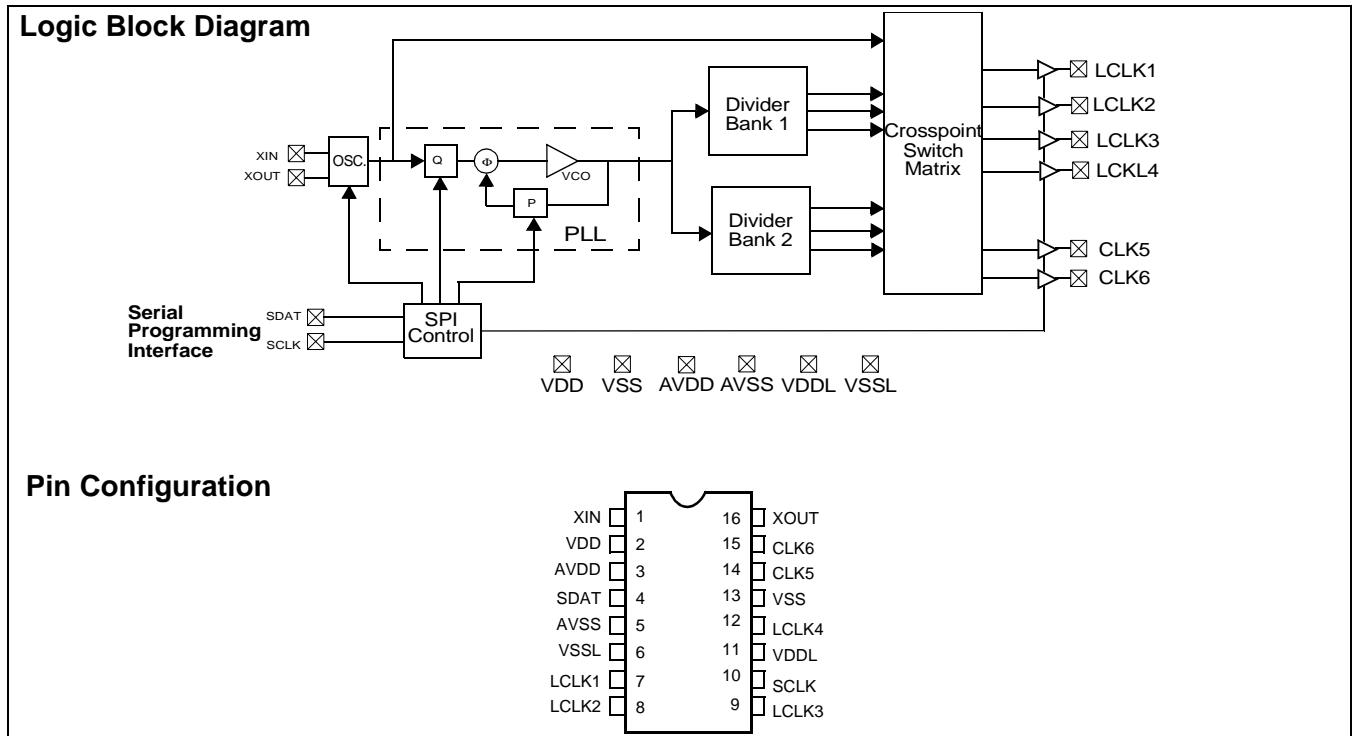 Logic Block Diagram
XIN
XOUT
OSC.
Q
Φ
VCO
P
PLL
Divider
Bank 1
Divider
Bank 2
Crosspoint
Switch
Matrix
LCLK1
LCLK2
LCLK3
LCKL4
CLK5
CLK6
Serial
Programming
Interface
SDAT
SCLK
SPI
Control
VDD VSS AVDD AVSS VDDL VSSL
Pin Configuration
XIN 1 16 XOUT
VDD 2 15 CLK6
AVDD 3 14 CLK5
SDAT 4 13 VSS
AVSS 5 12 LCLK4
VSSL 6 11 VDDL
LCLK1 7 10 SCLK
LCLK2 8 9 LCLK3